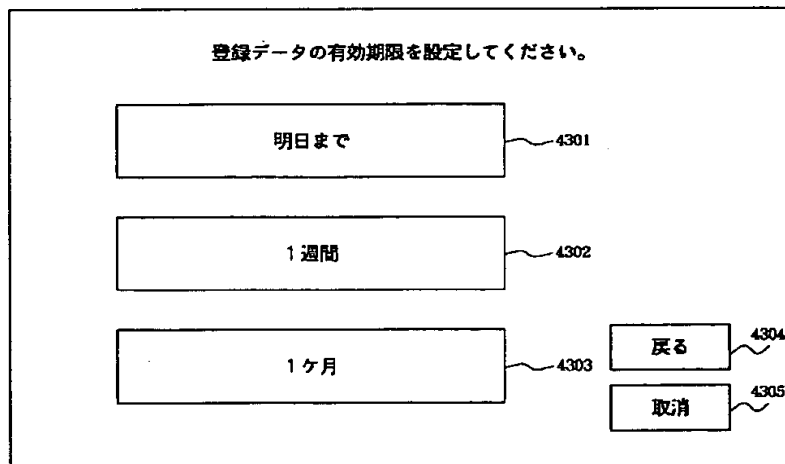 登録データの有効期限を設定してください。
明日まで
4301
1週間
4302
1ケ月
4303
戻る
4304
取消
4305